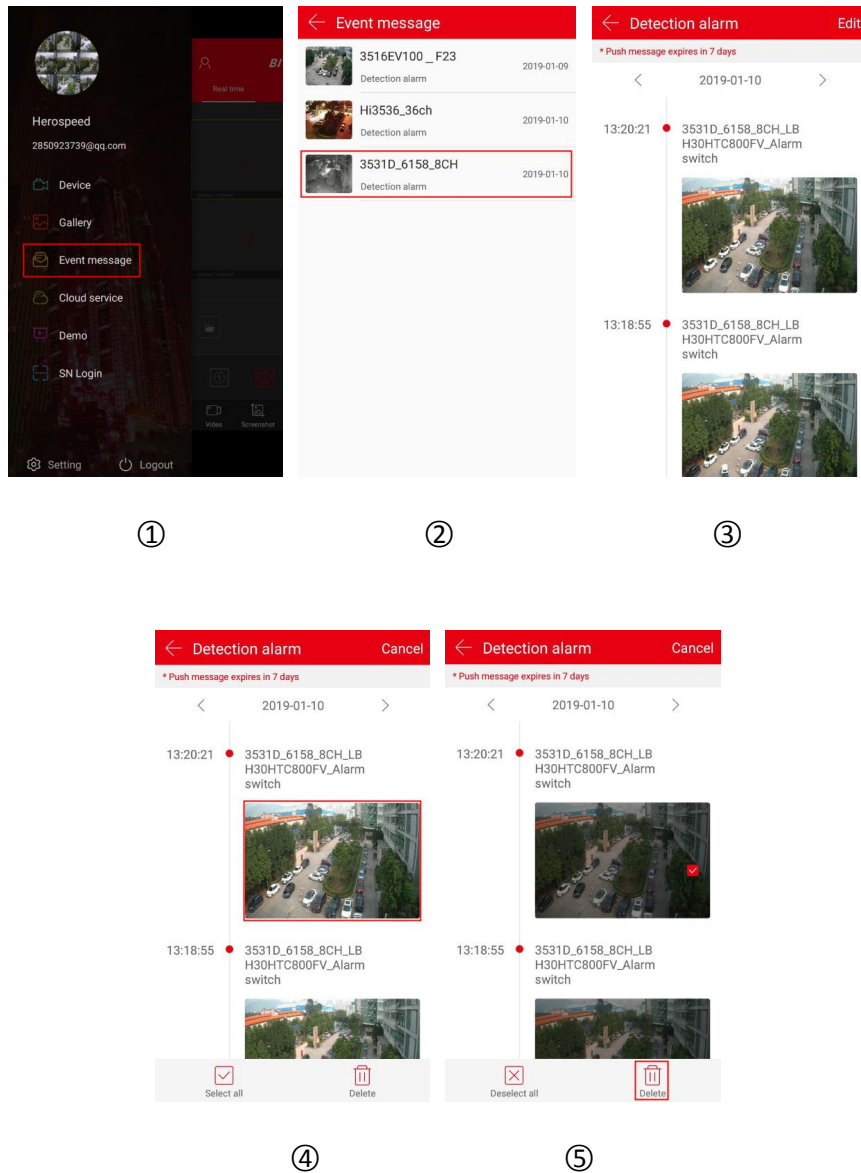 Herospeed
2850923739@qq.com
Device
Gallery
Event message
Cloud service
Demo
SN Login
Setting
Logout
BI
Real time
Video
Screenshot
①
Event message
3516EV100 _ F23
Detection alarm
2019-01-09
Hi3536_36ch
Detection alarm
2019-01-10
3531D_6158_8CH
Detection alarm
2019-01-10
②
Detection alarm
Edit
* Push message expires in 7 days
2019-01-10
13:20:21
3531D_6158_8CH_LB
H30HTC800FV_Alarm
switch
13:18:55
3531D_6158_8CH_LB
H30HTC800FV_Alarm
switch
③
Detection alarm
Cancel
* Push message expires in 7 days
2019-01-10
13:20:21
3531D_6158_8CH_LB
H30HTC800FV_Alarm
switch
13:18:55
3531D_6158_8CH_LB
H30HTC800FV_Alarm
switch
Select all
Delete
④
Detection alarm
Cancel
* Push message expires in 7 days
2019-01-10
13:20:21
3531D_6158_8CH_LB
H30HTC800FV_Alarm
switch
13:18:55
3531D_6158_8CH_LB
H30HTC800FV_Alarm
switch
Deselect all
Delete
⑤